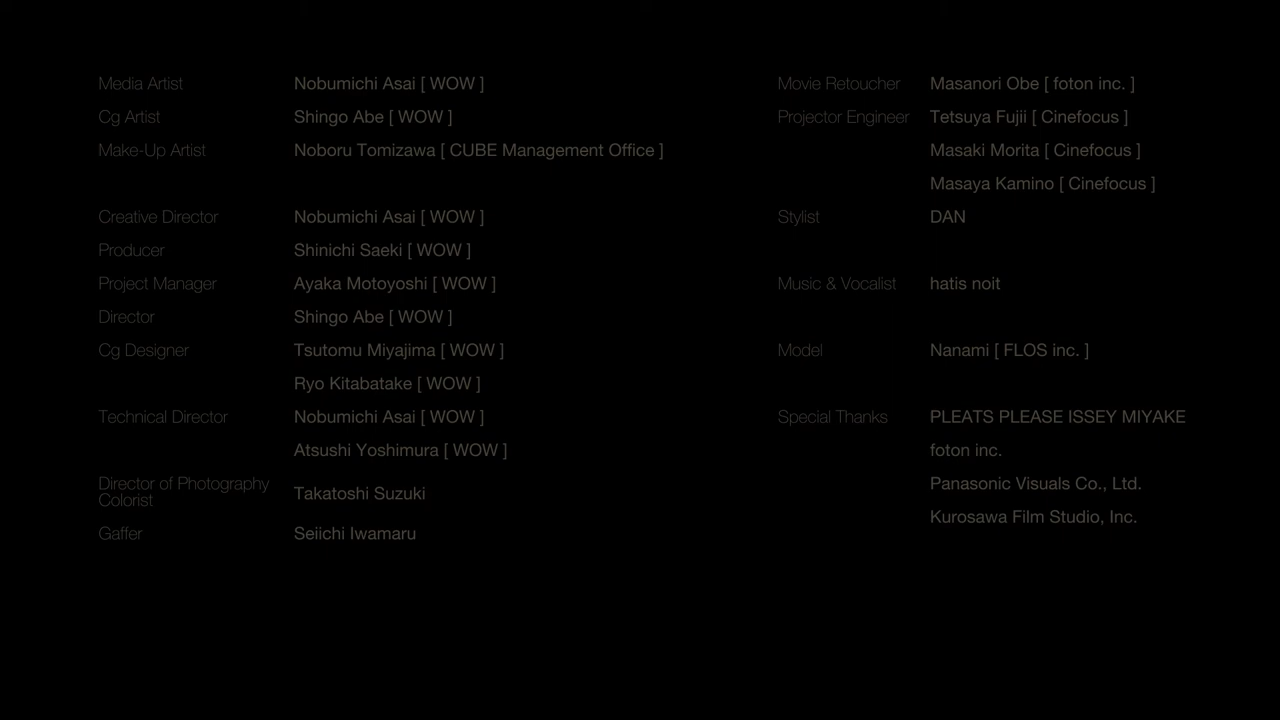 Media Artist Nobumichi Asai [ WOW ]
Cg Artist Shingo Abe [ WOW ]
Make-Up Artist Noboru Tomizawa [ CUBE Management Office ]
Creative Director Nobumichi Asai [ WOW ]
Producer Shinichi Saeki [ WOW ]
Project Manager Ayaka Motoyoshi [ WOW ]
Director Shingo Abe [ WOW ]
Cg Designer Tsutomu Miyajima [ WOW ]
Ryo Kitabatake [ WOW ]
Technical Director Nobumichi Asai [ WOW ]
Atsushi Yoshimura [ WOW ]
Director of Photography
Colorist Takatoshi Suzuki
Gaffer Seiichi Iwamaru
Movie Retoucher Masanori Obe [ foton inc. ]
Projector Engineer Tetsuya Fujii [ Cinefocus ]
Masaki Morita [ Cinefocus ]
Masaya Kamino [ Cinefocus ]
Stylist DAN
Music & Vocalist hatis noit
Model Nanami [ FLOS inc. ]
Special Thanks PLEATS PLEASE ISSEY MIYAKE
foton inc.
Panasonic Visuals Co., Ltd.
Kurosawa Film Studio, Inc.